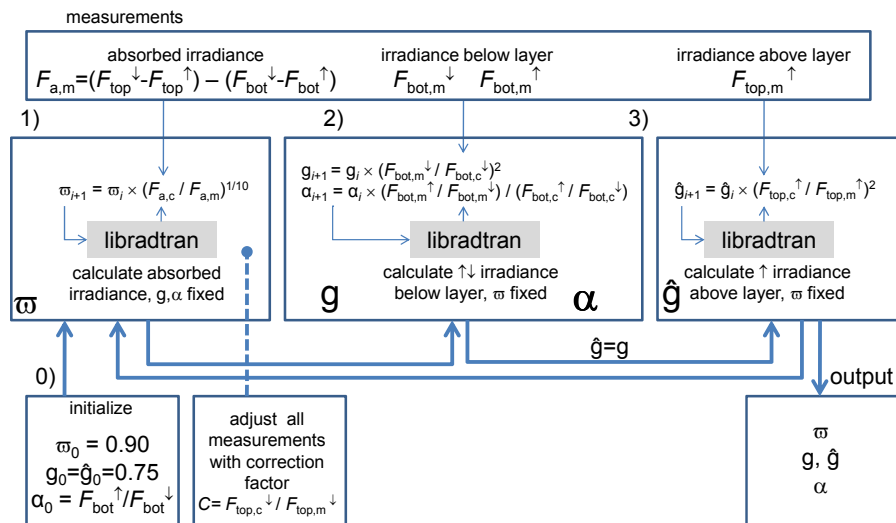 measurements
absorbed irradiance
F_a,m=(F_top↓-F_top↑) – (F_bot↓-F_bot↑)
irradiance below layer
F_bot,m↓ F_bot,m↑
irradiance above layer
F_top,m↑
1)
ϖ_i+1 = ϖ_i × (F_a,c / F_a,m)^1/10
libradtran
calculate absorbed
irradiance, g,α fixed
ϖ
2)
g_i+1 = g_i × (F_bot,m↓ / F_bot,c↓)^2
α_i+1 = α_i × (F_bot,m↑ / F_bot,m↓) / (F_bot,c↑ / F_bot,c↓)
libradtran
calculate ↑↓ irradiance
below layer, ϖ fixed
g
α
3)
ĝ_i+1 = ĝ_i × (F_top,c↑ / F_top,m↑)^2
libradtran
calculate ↑ irradiance
above layer, ϖ fixed
ĝ
ĝ=g
0)
initialize
ϖ_0 = 0.90
g_0=ĝ_0=0.75
α_0 = F_bot↑/F_bot↓
adjust all
measurements
with correction
factor
C= F_top,c↓ / F_top,m↓
output
ϖ
g, ĝ
α